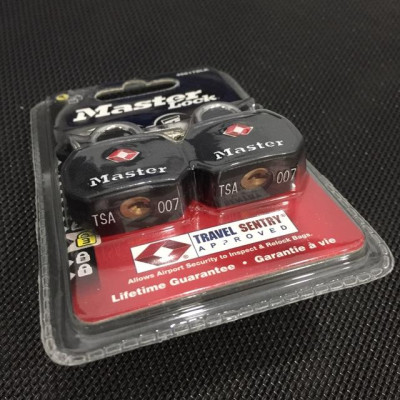 Master
Lock
Master
Master
TSA 007
TSA 007
TRAVEL SENTRY®
APPROVED
Allows Airport Security to Inspect & Relock Bags.
Lifetime Guarantee • Garantie à vie